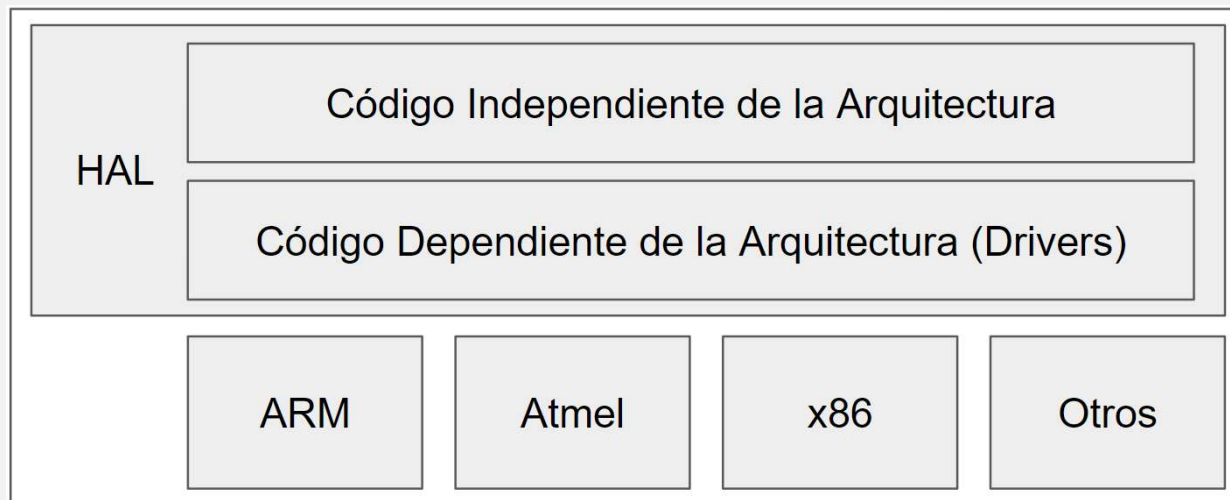 Código Independiente de la Arquitectura
HAL
Código Dependiente de la Arquitectura (Drivers)
ARM
Atmel
x86
Otros